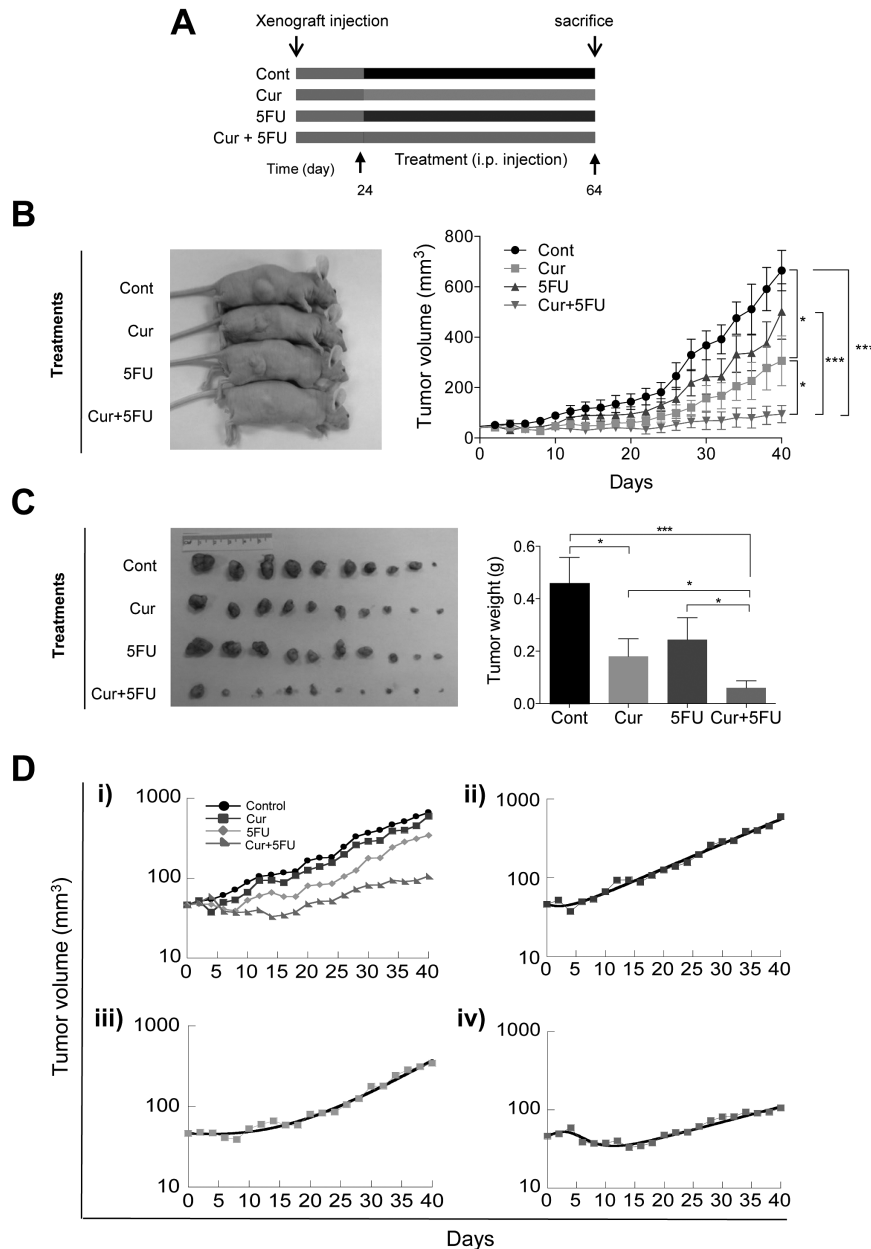 A
Xenograft injection sacrifice
Cont
Cur
5FU
Cur + 5FU
Time (day) Treatment (i.p. injection)
24 64
B
Treatments
Cont
Cur
5FU
Cur+5FU
Tumor volume (mm3)
800
600
400
200
0
Cont
Cur
5FU
Cur+5FU
*
*
***
***
0 10 20 30 40
Days
C
Treatments
Cont
Cur
5FU
Cur+5FU
Tumor weight (g)
0.6
0.4
0.2
0.0
***
*
*
*
Cont Cur 5FU Cur+5FU
D
Tumor volume (mm3)
i)
1000
100
10
Control
Cur
5FU
Cur+5FU
0 5 10 15 20 25 30 35 40
ii)
1000
100
10
0 5 10 15 20 25 30 35 40
iii)
1000
100
10
0 5 10 15 20 25 30 35 40
iv)
1000
100
10
0 5 10 15 20 25 30 35 40
Days